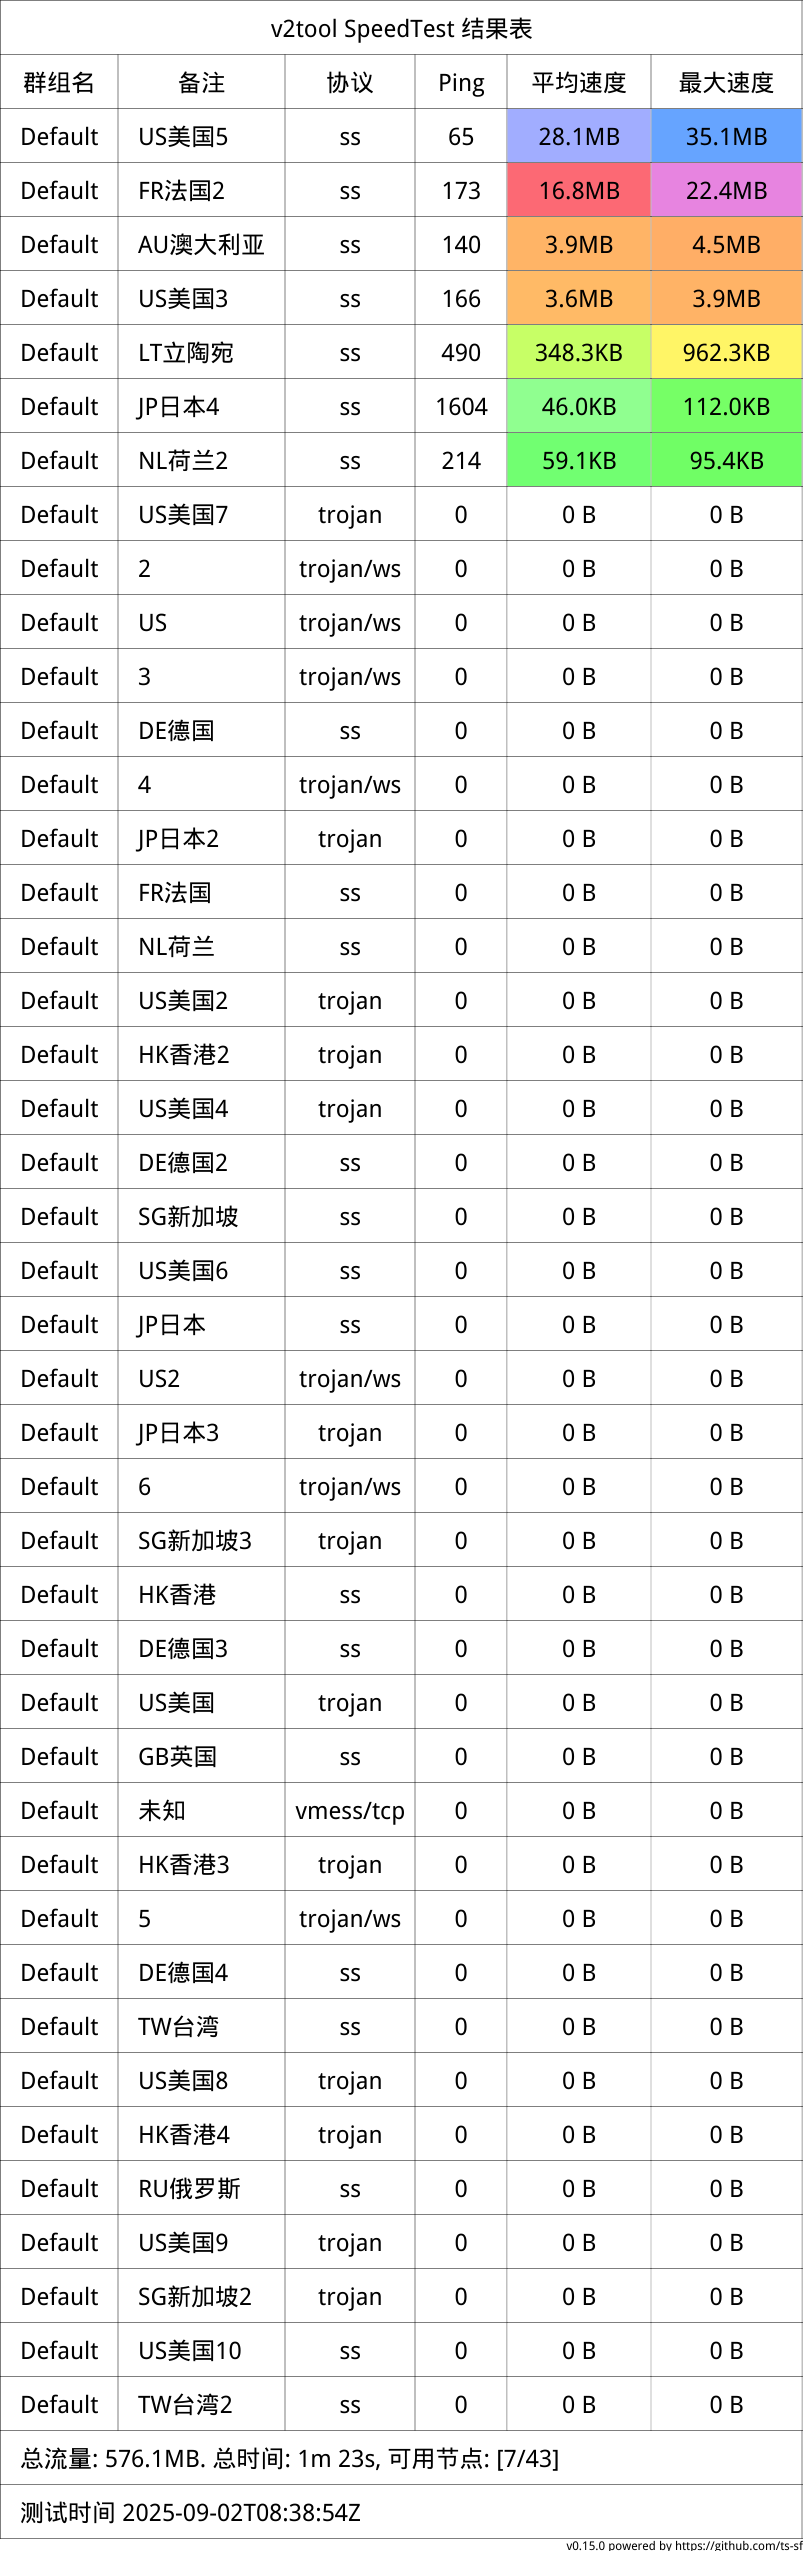 v2tool SpeedTest 结果表
群组名 备注 协议 Ping 平均速度 最大速度
Default US美国5 ss 65 28.1MB 35.1MB
Default FR法国2 ss 173 16.8MB 22.4MB
Default AU澳大利亚 ss 140 3.9MB 4.5MB
Default US美国3 ss 166 3.6MB 3.9MB
Default LT立陶宛 ss 490 348.3KB 962.3KB
Default JP日本4 ss 1604 46.0KB 112.0KB
Default NL荷兰2 ss 214 59.1KB 95.4KB
Default US美国7 trojan 0 0 B 0 B
Default 2 trojan/ws 0 0 B 0 B
Default US trojan/ws 0 0 B 0 B
Default 3 trojan/ws 0 0 B 0 B
Default DE德国 ss 0 0 B 0 B
Default 4 trojan/ws 0 0 B 0 B
Default JP日本2 trojan 0 0 B 0 B
Default FR法国 ss 0 0 B 0 B
Default NL荷兰 ss 0 0 B 0 B
Default US美国2 trojan 0 0 B 0 B
Default HK香港2 trojan 0 0 B 0 B
Default US美国4 trojan 0 0 B 0 B
Default DE德国2 ss 0 0 B 0 B
Default SG新加坡 ss 0 0 B 0 B
Default US美国6 ss 0 0 B 0 B
Default JP日本 ss 0 0 B 0 B
Default US2 trojan/ws 0 0 B 0 B
Default JP日本3 trojan 0 0 B 0 B
Default 6 trojan/ws 0 0 B 0 B
Default SG新加坡3 trojan 0 0 B 0 B
Default HK香港 ss 0 0 B 0 B
Default DE德国3 ss 0 0 B 0 B
Default US美国 trojan 0 0 B 0 B
Default GB英国 ss 0 0 B 0 B
Default 未知 vmess/tcp 0 0 B 0 B
Default HK香港3 trojan 0 0 B 0 B
Default 5 trojan/ws 0 0 B 0 B
Default DE德国4 ss 0 0 B 0 B
Default TW台湾 ss 0 0 B 0 B
Default US美国8 trojan 0 0 B 0 B
Default HK香港4 trojan 0 0 B 0 B
Default RU俄罗斯 ss 0 0 B 0 B
Default US美国9 trojan 0 0 B 0 B
Default SG新加坡2 trojan 0 0 B 0 B
Default US美国10 ss 0 0 B 0 B
Default TW台湾2 ss 0 0 B 0 B
总流量: 576.1MB. 总时间: 1m 23s, 可用节点: [7/43]
测试时间 2025-09-02T08:38:54Z
v0.15.0 powered by https://github.com/ts-sf